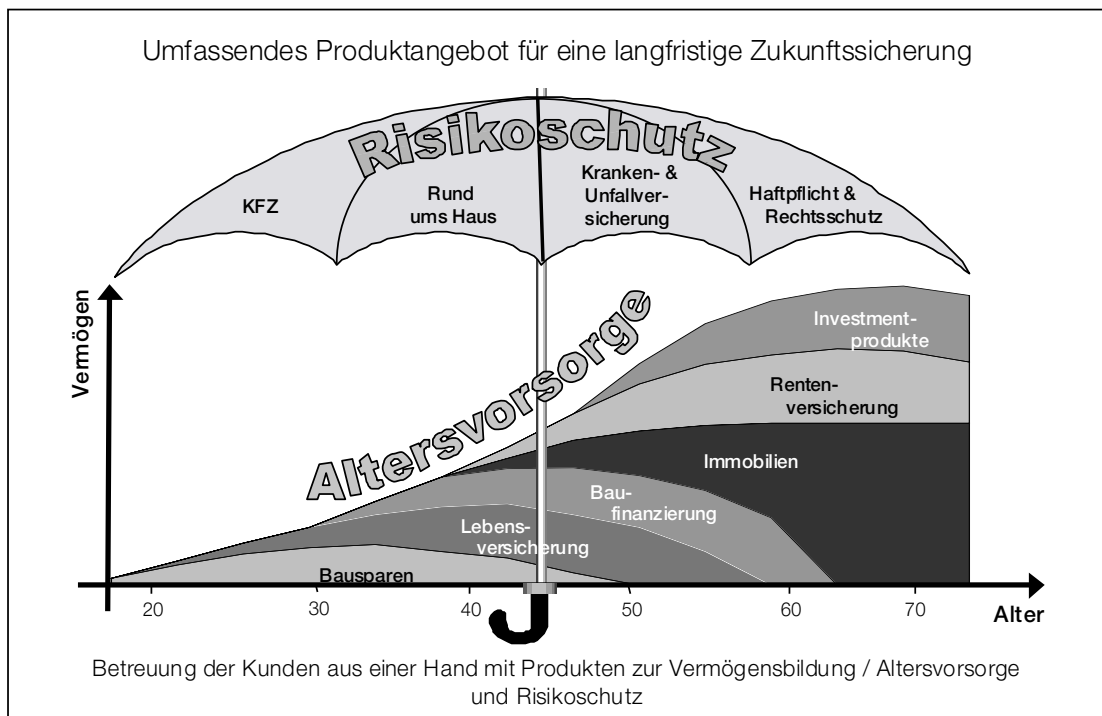 Umfassendes Produktangebot für eine langfristige Zukunftssicherung
Risikoschutz
KFZ
Rund
ums Haus
Kranken- &
Unfallver-
sicherung
Haftpflicht &
Rechtsschutz
Vermögen
Altersvorsorge
Investment-
produkte
Renten-
versicherung
Immobilien
Bau-
finanzierung
Lebens-
versicherung
Bausparen
20 30 40 50 60 70
Alter
Betreuung der Kunden aus einer Hand mit Produkten zur Vermögensbildung / Altersvorsorge
und Risikoschutz